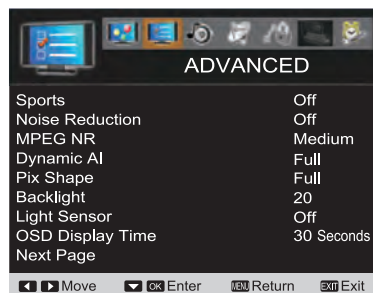 ADVANCED
Sports Off
Noise Reduction Off
MPEG NR Medium
Dynamic AI Full
Pix Shape Full
Backlight 20
Light Sensor Off
OSD Display Time 30 Seconds
Next Page
Move OK Enter MENU Return EXIT Exit